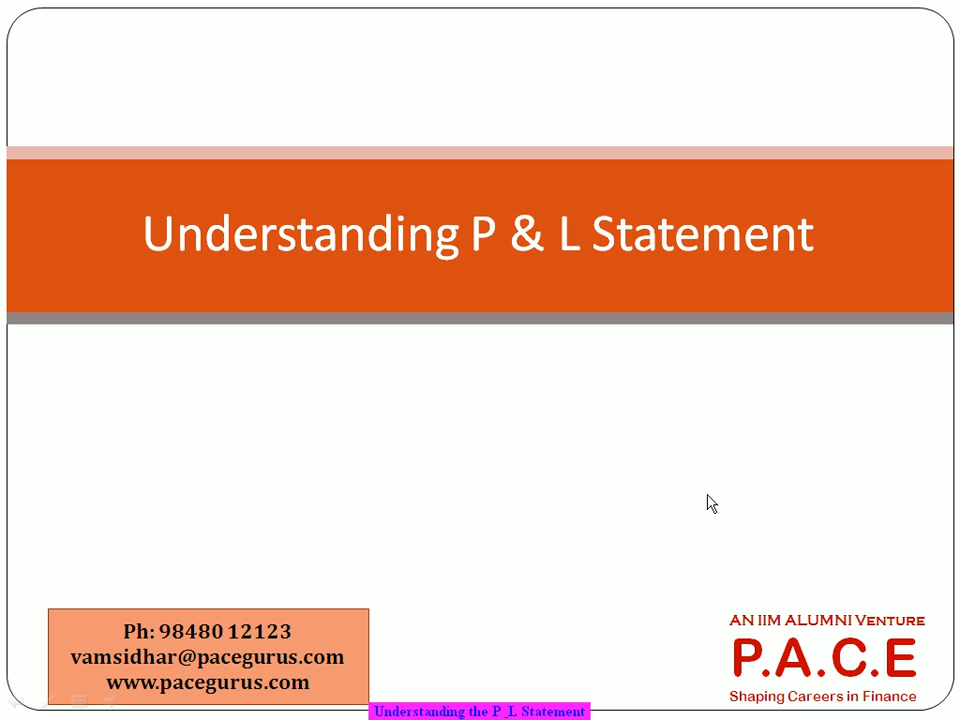 Understanding P & L Statement
Ph: 98480 12123
vamsidhar@pacegurus.com
www.pacegurus.com
AN IIM ALUMNI VENTURE
P.A.C.E
Shaping Careers in Finance
Understanding the P _L Statement